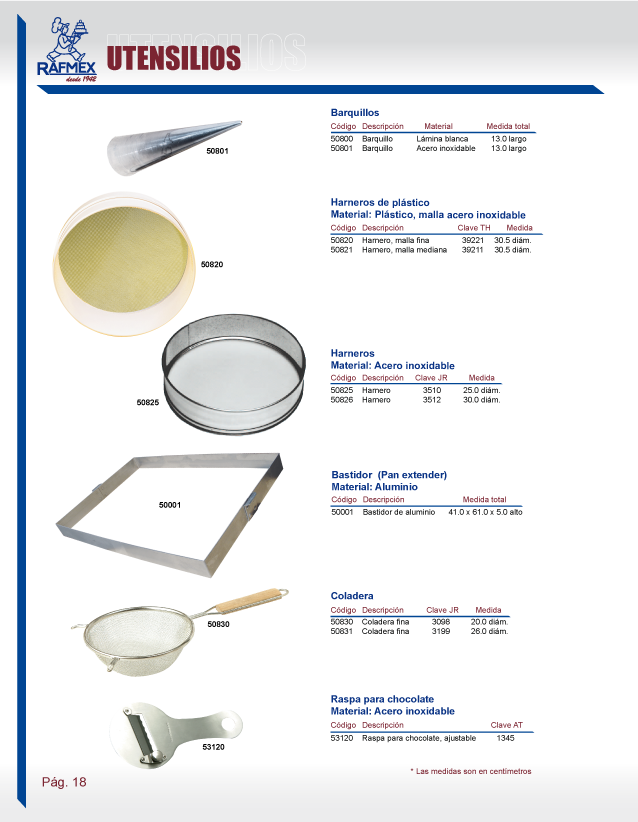 RAFMEX
desde 1942
UTENSILIOS
50801
Barquillos
Código Descripción Material Medida total
50800 Barquillo Lámina blanca 13.0 largo
50801 Barquillo Acero inoxidable 13.0 largo
50820
Harneros de plástico
Material: Plástico, malla acero inoxidable
Código Descripción Clave TH Medida
50820 Harnero, malla fina 39221 30.5 diám.
50821 Harnero, malla mediana 39211 30.5 diám.
50825
Harneros
Material: Acero inoxidable
Código Descripción Clave JR Medida
50825 Harnero 3510 25.0 diám.
50826 Harnero 3512 30.0 diám.
50001
Bastidor (Pan extender)
Material: Aluminio
Código Descripción Medida total
50001 Bastidor de aluminio 41.0 x 61.0 x 5.0 alto
50830
Coladera
Código Descripción Clave JR Medida
50830 Coladera fina 3098 20.0 diám.
50831 Coladera fina 3199 26.0 diám.
53120
Raspa para chocolate
Material: Acero inoxidable
Código Descripción Clave AT
53120 Raspa para chocolate, ajustable 1345
* Las medidas son en centímetros
Pág. 18